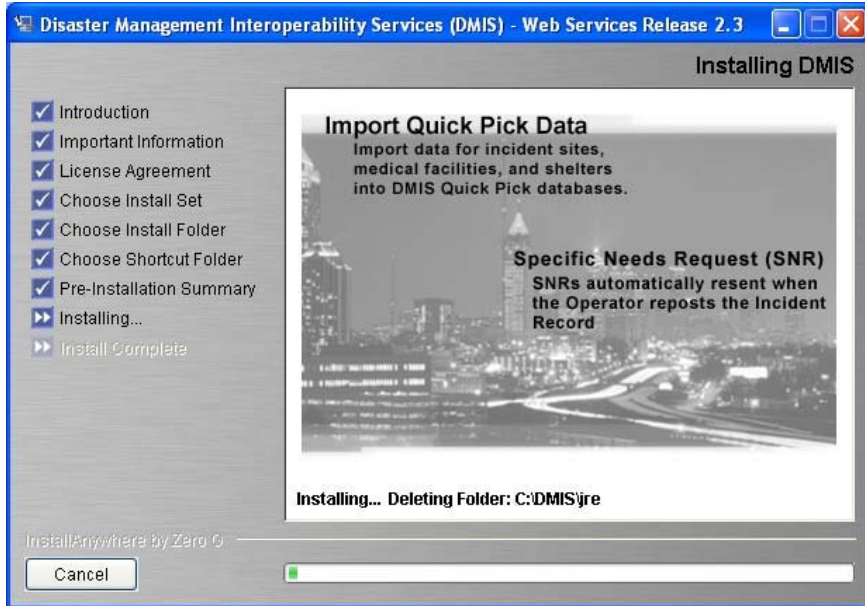 Disaster Management Interoperability Services (DMIS) - Web Services Release 2.3
Installing DMIS
Introduction
Important Information
License Agreement
Choose Install Set
Choose Install Folder
Choose Shortcut Folder
Pre-Installation Summary
Installing...
Install Complete
Import Quick Pick Data
Import data for incident sites,
medical facilities, and shelters
into DMIS Quick Pick databases.
Specific Needs Request (SNR)
SNRs automatically resent when
the Operator reposts the Incident
Record
Installing... Deleting Folder: C:\DMIS\jre
InstallAnywhere by Zero G
Cancel